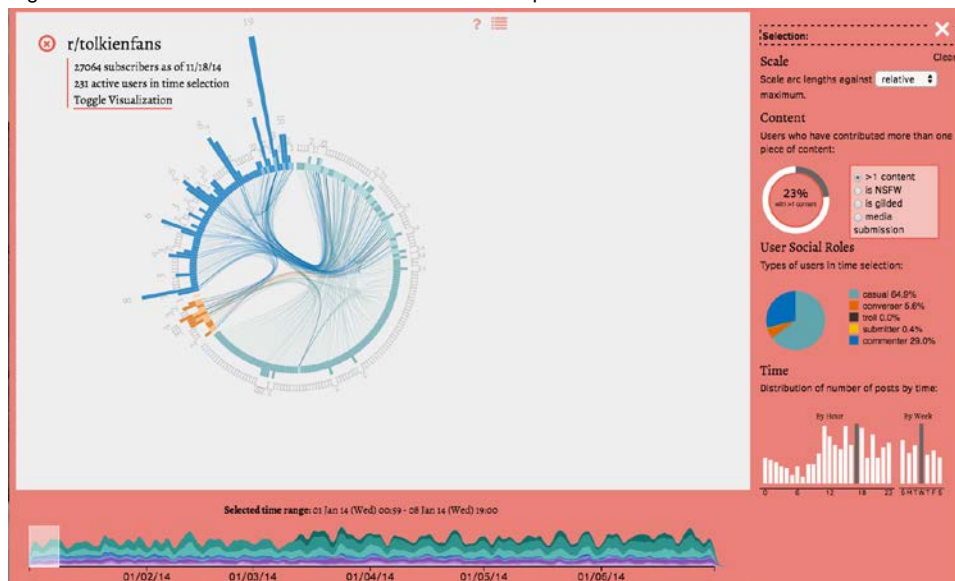 r/tolkienfans
27064 subscribers as of 11/18/14
231 active users in time selection
Toggle Visualization
?
Selection:
Clear
Scale
Scale arc lengths against relative
maximum.
Content
Users who have contributed more than one
piece of content:
23%
with >1 content
>1 content
is NSFW
is gilded
media
submission
User Social Roles
Types of users in time selection:
casual 64.9%
converser 5.6%
troll 0.0%
submitter 0.4%
commenter 29.0%
Time
Distribution of number of posts by time:
By Hour
By Week
0 6 12 18 23
S M T W T F S
Selected time range: 01 Jan 14 (Wed) 00:59 - 08 Jan 14 (Wed) 19:00
01/02/14 01/03/14 01/04/14 01/05/14 01/06/14